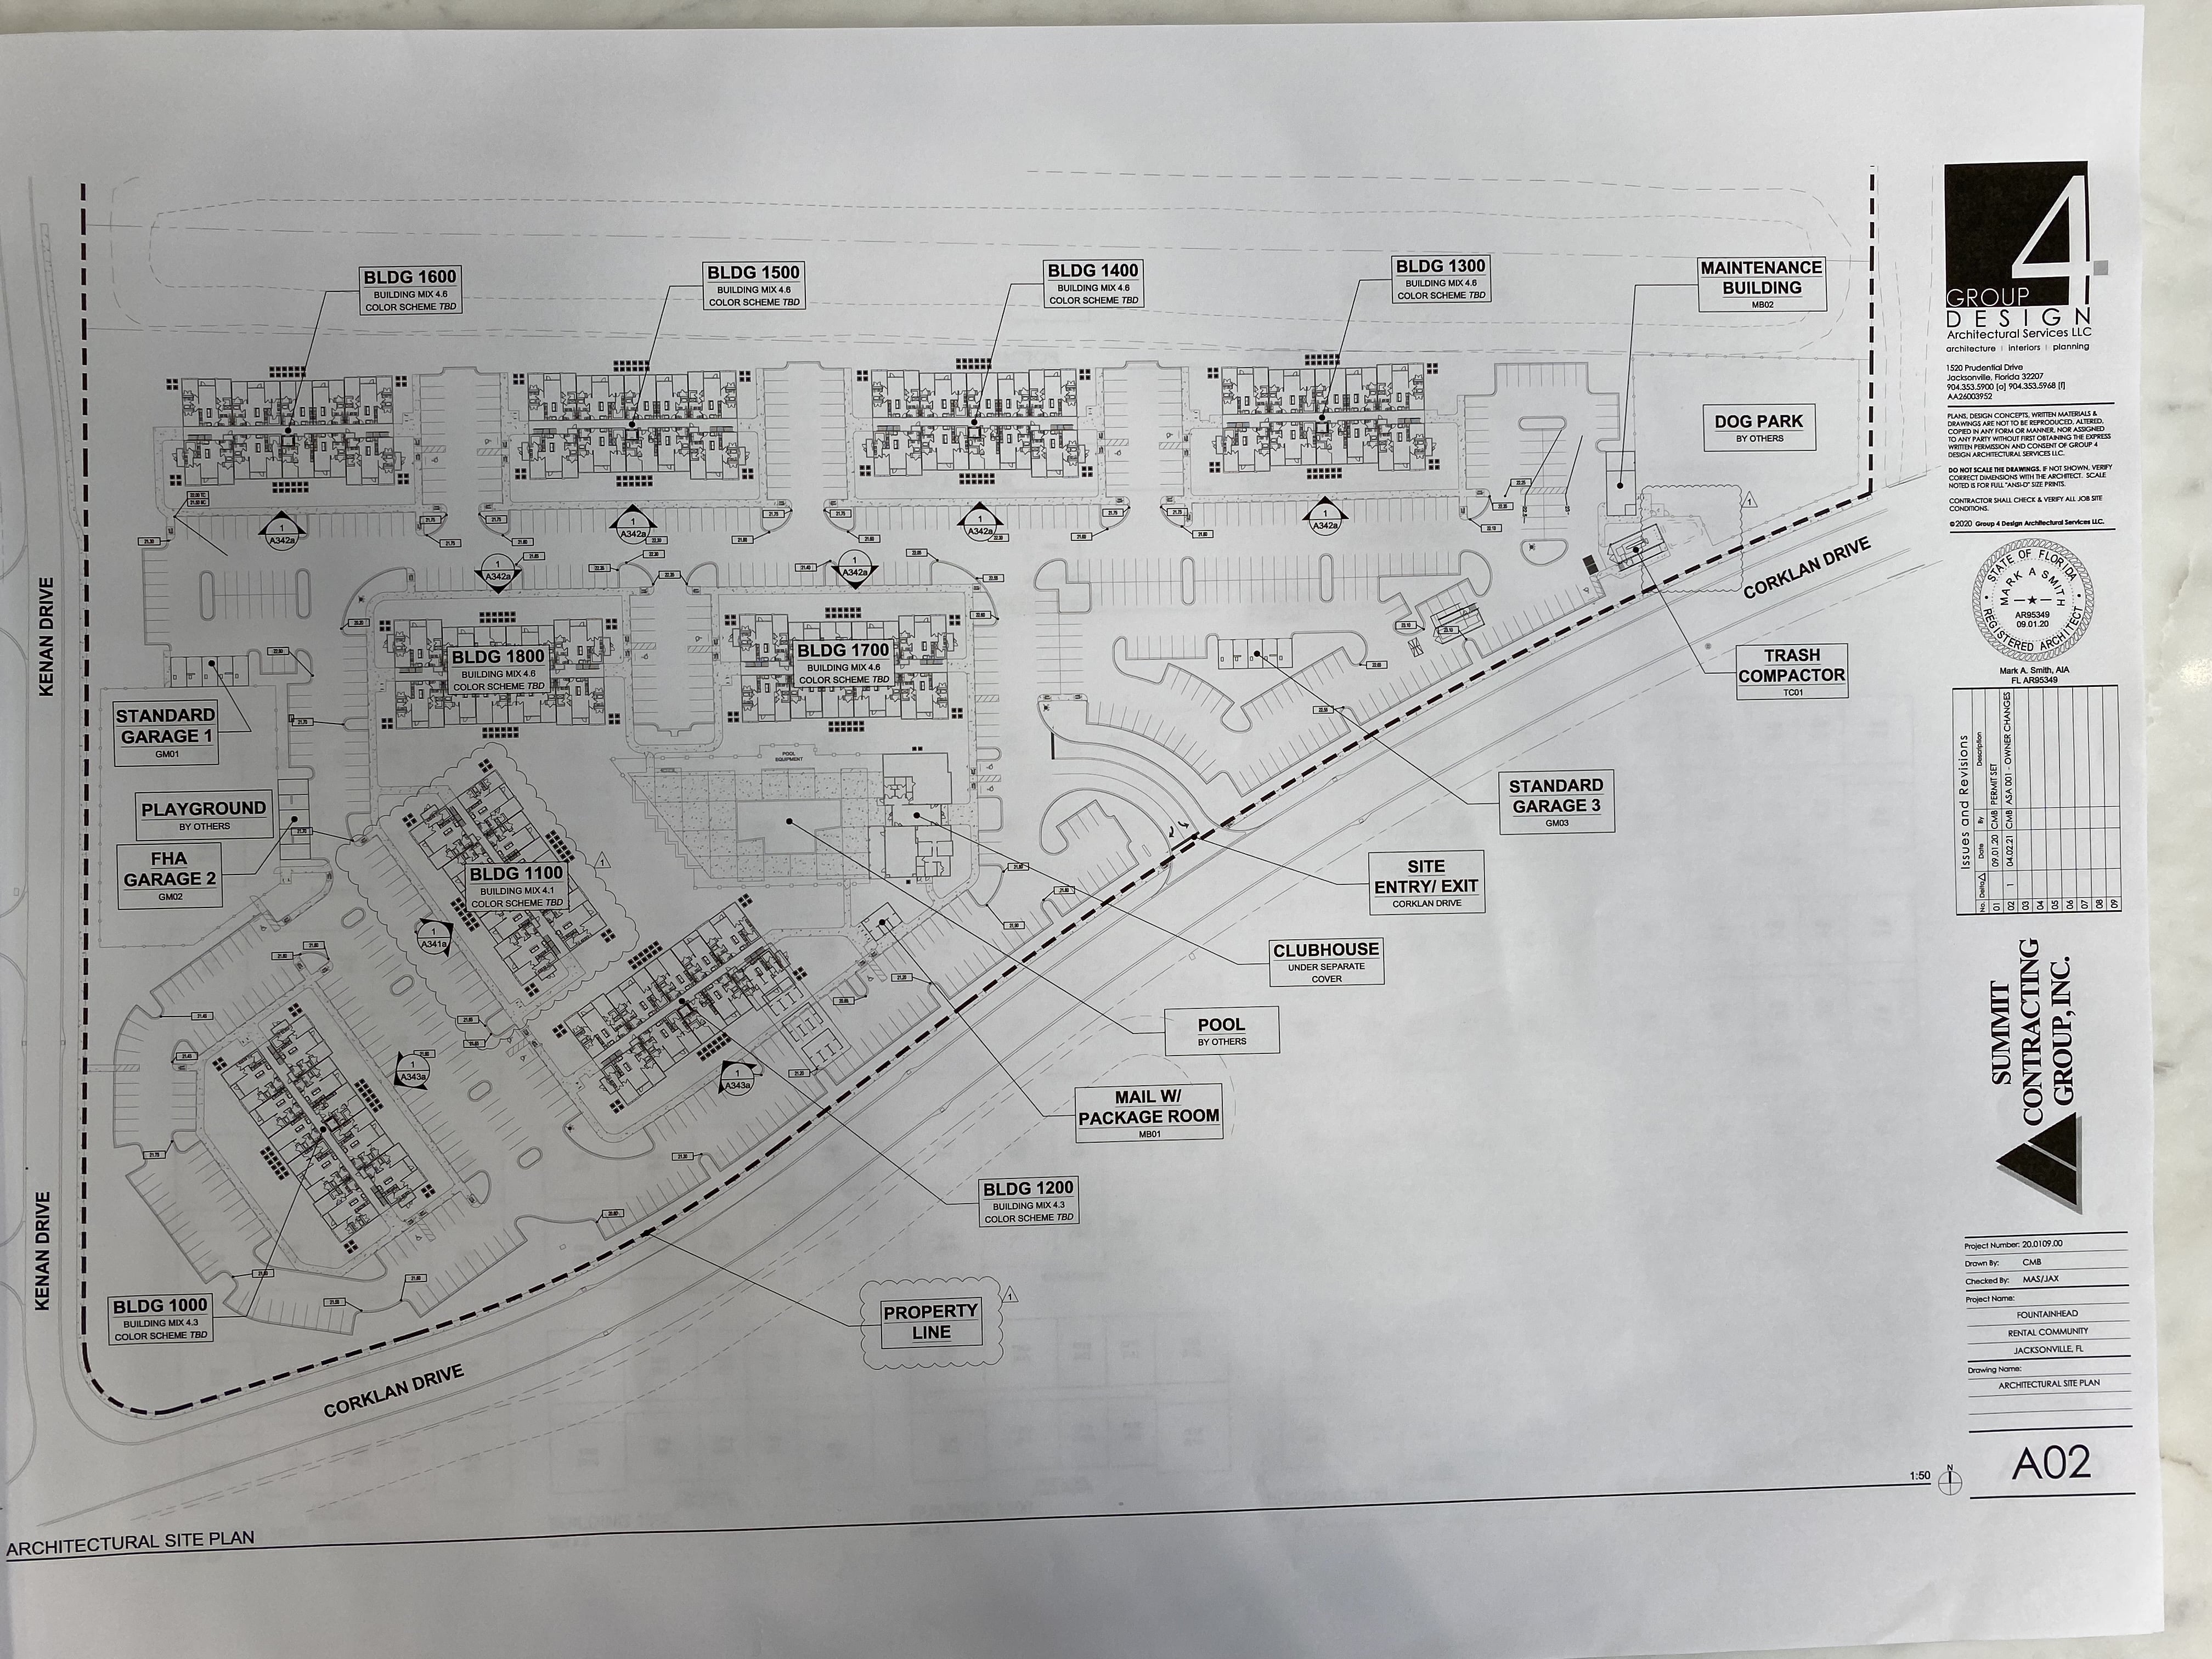 BLDG 1600
BUILDING MIX 4.6
COLOR SCHEME TBD
BLDG 1500
BUILDING MIX 4.6
COLOR SCHEME TBD
BLDG 1400
BUILDING MIX 4.6
COLOR SCHEME TBD
BLDG 1300
BUILDING MIX 4.6
COLOR SCHEME TBD
MAINTENANCE
BUILDING
MB02
DOG PARK
BY OTHERS
1
A342a
1
A342a
1
A342a
1
A342a
1
A342a
1
A342a
1
KENAN DRIVE
CORKLAN DRIVE
BLDG 1800
BUILDING MIX 4.6
COLOR SCHEME TBD
BLDG 1700
BUILDING MIX 4.6
COLOR SCHEME TBD
TRASH
COMPACTOR
TC01
STANDARD
GARAGE 1
GM01
POOL
EQUIPMENT
STANDARD
GARAGE 3
GM03
PLAYGROUND
BY OTHERS
FHA
GARAGE 2
GM02
BLDG 1100
BUILDING MIX 4.1
COLOR SCHEME TBD
1
SITE
ENTRY/ EXIT
CORKLAN DRIVE
1
A341a
CLUBHOUSE
UNDER SEPARATE
COVER
POOL
BY OTHERS
1
A343a
1
A343a
MAIL W/
PACKAGE ROOM
MB01
BLDG 1200
BUILDING MIX 4.3
COLOR SCHEME TBD
KENAN DRIVE
BLDG 1000
BUILDING MIX 4.3
COLOR SCHEME TBD
PROPERTY
LINE
1
CORKLAN DRIVE
ARCHITECTURAL SITE PLAN
1:50
N
4
GROUP
DESIGN
Architectural Services LLC
architecture | interiors | planning
1520 Prudential Drive
Jacksonville, Florida 32207
904.353.5900 [o] 904.353.5968 [f]
AA26003952
PLANS, DESIGN CONCEPTS, WRITTEN MATERIALS &
DRAWINGS ARE NOT TO BE REPRODUCED, ALTERED,
COPIED IN ANY FORM OR MANNER, NOR ASSIGNED
TO ANY PARTY WITHOUT FIRST OBTAINING THE EXPRESS
WRITTEN PERMISSION AND CONSENT OF GROUP 4
DESIGN ARCHITECTURAL SERVICES LLC.
DO NOT SCALE THE DRAWINGS. IF NOT SHOWN, VERIFY
CORRECT DIMENSIONS WITH THE ARCHITECT. SCALE
NOTED IS FOR FULL "ANSI-D" SIZE PRINTS.
CONTRACTOR SHALL CHECK & VERIFY ALL JOB SITE
CONDITIONS.
©2020 Group 4 Design Architectural Services LLC.
STATE OF FLORIDA
MARK A SMITH
AR95349
09.01.20
REGISTERED ARCHITECT
Mark A. Smith, AIA
FL AR95349
Issues and Revisions
No. Delta Date By Description
01 09.01.20 CMB PERMIT SET
02 1 04.02.21 CMB ASA 001 - OWNER CHANGES
03
04
05
06
07
08
09
SUMMIT
CONTRACTING
GROUP, INC.
Project Number: 20.0109.00
Drawn By: CMB
Checked By: MAS/JAX
Project Name:
FOUNTAINHEAD
RENTAL COMMUNITY
JACKSONVILLE, FL
Drawing Name:
ARCHITECTURAL SITE PLAN
A02